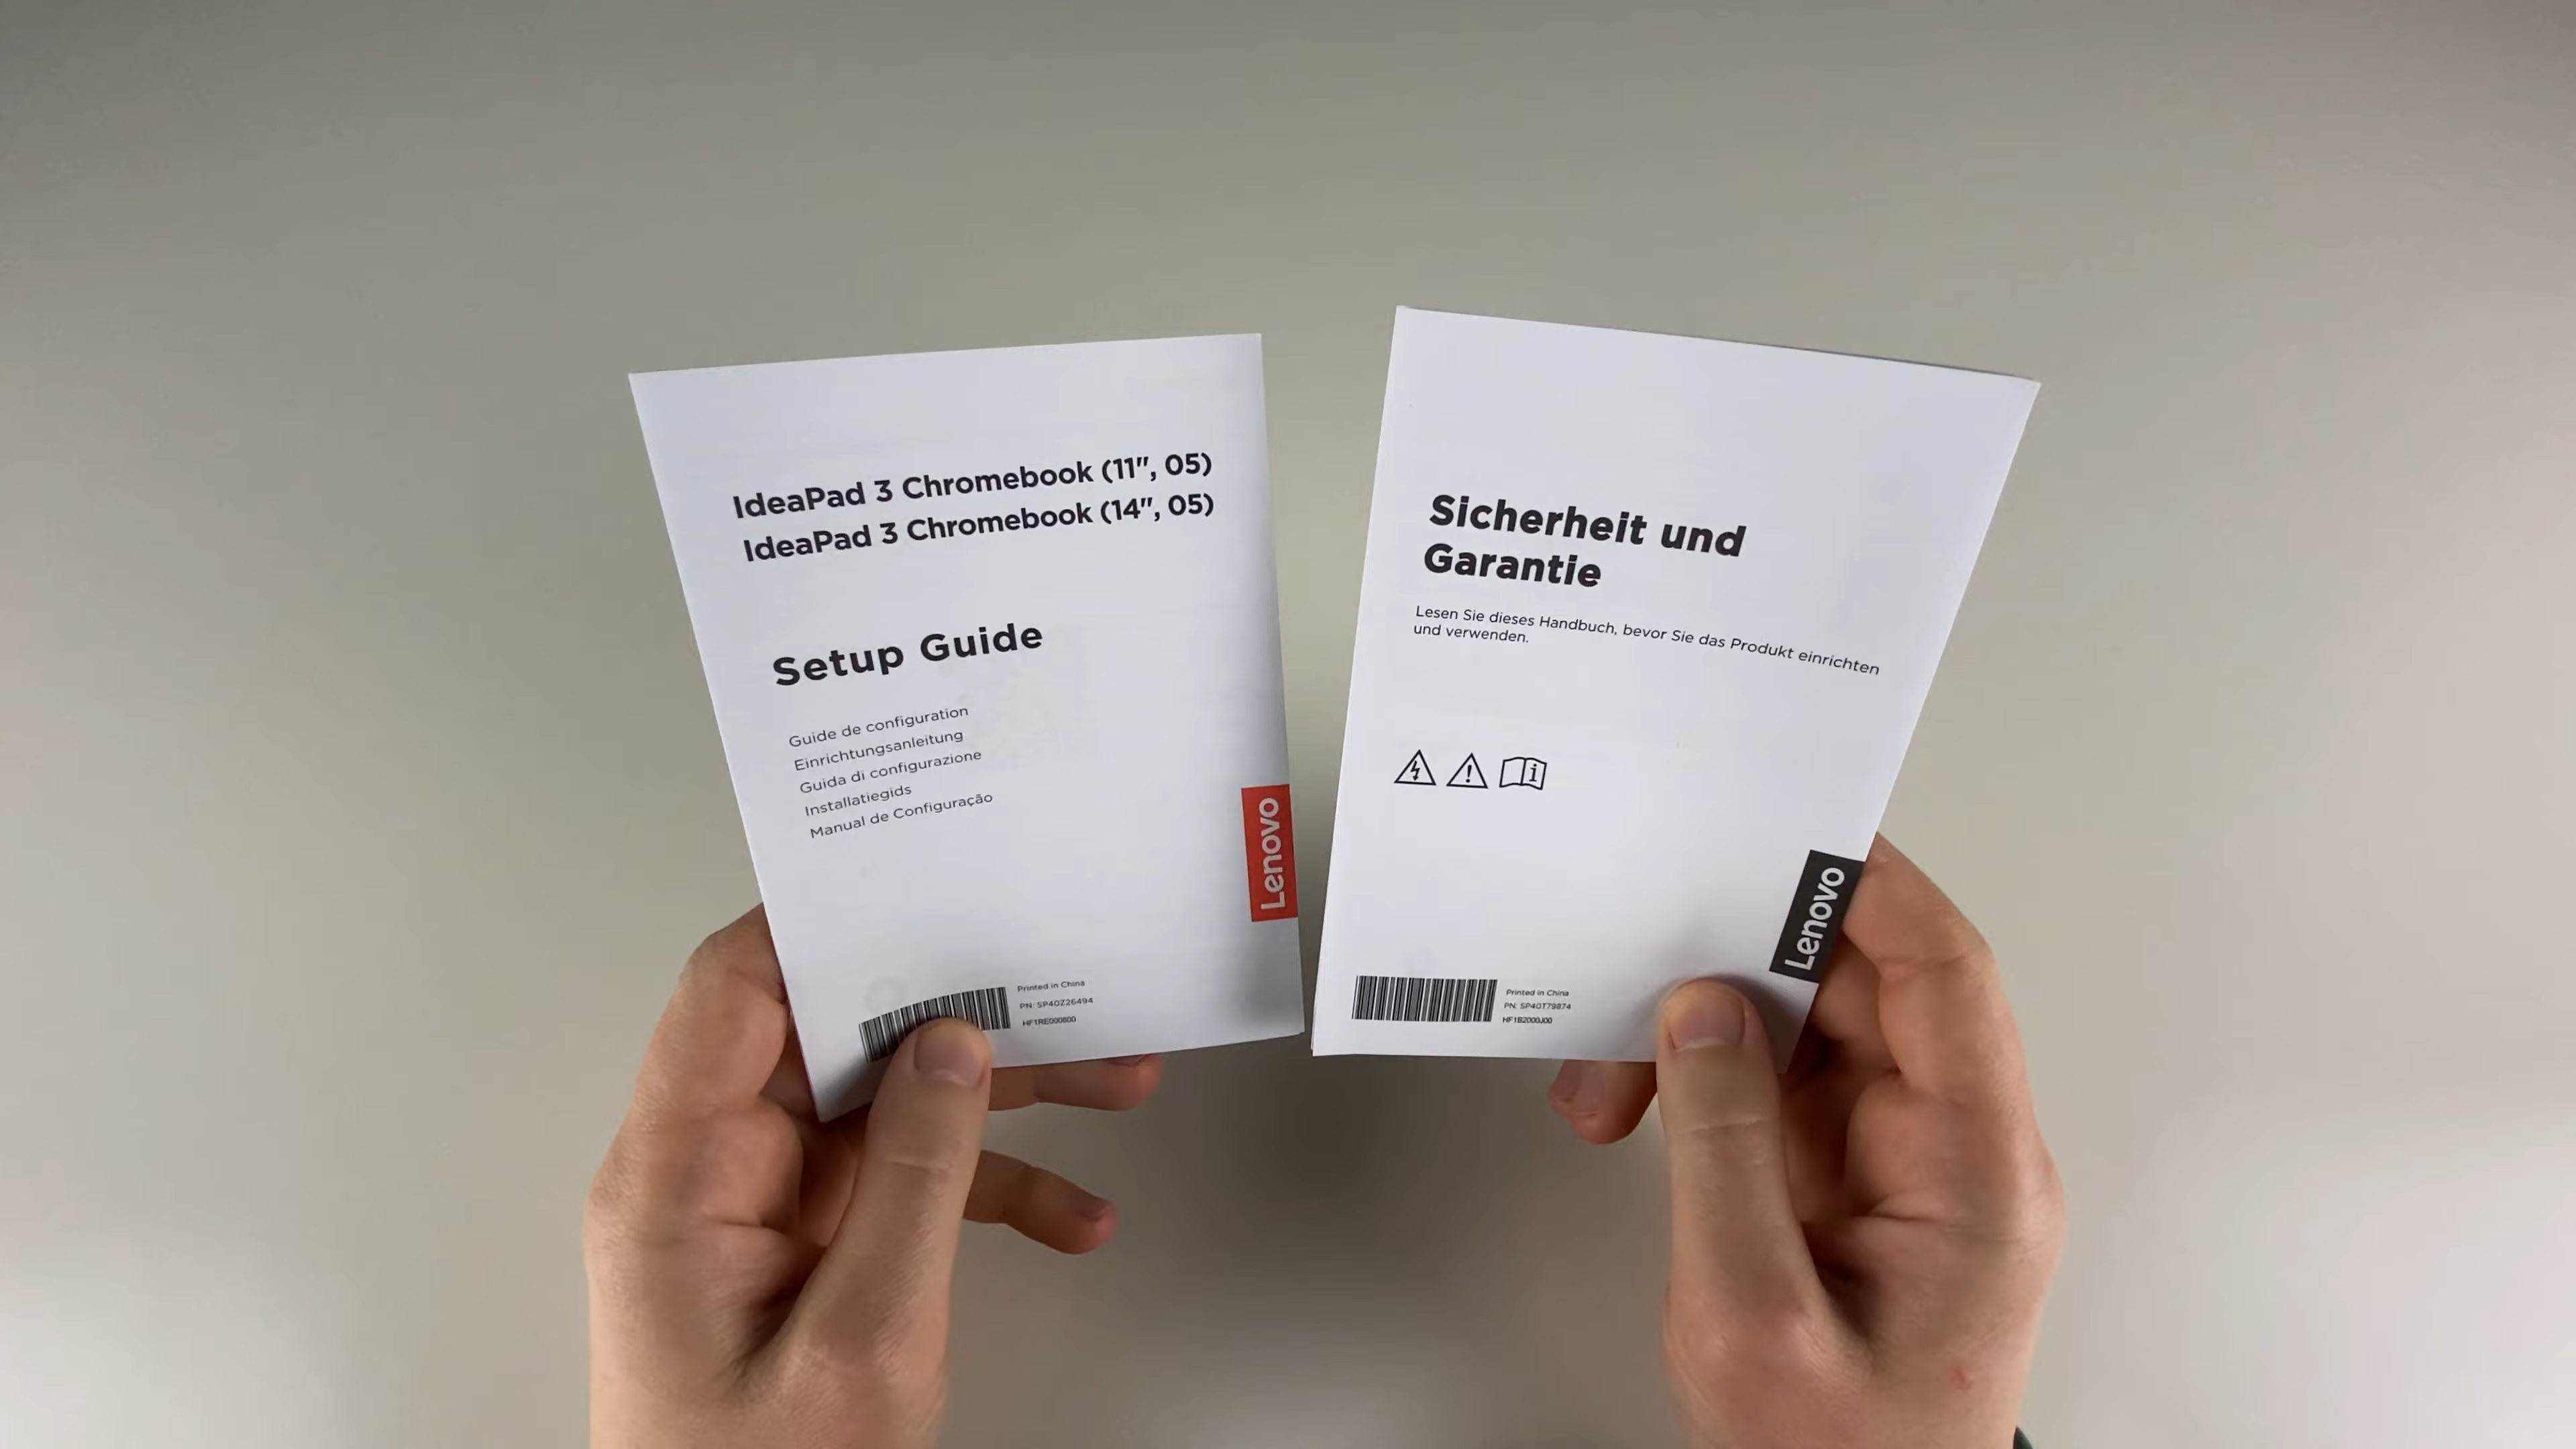 IdeaPad 3 Chromebook (11″, 05)
IdeaPad 3 Chromebook (14″, 05)
Setup Guide
Guide de configuration
Einrichtungsanleitung
Guida di configurazione
Installatiegids
Manual de Configuração
Lenovo
Printed in China
PN: SP40Z26494
HF1RE000800
Sicherheit und
Garantie
Lesen Sie dieses Handbuch, bevor Sie das Produkt einrichten
und verwenden.
Lenovo
Printed in China
PN: SP40T79874
HF1B2000J00